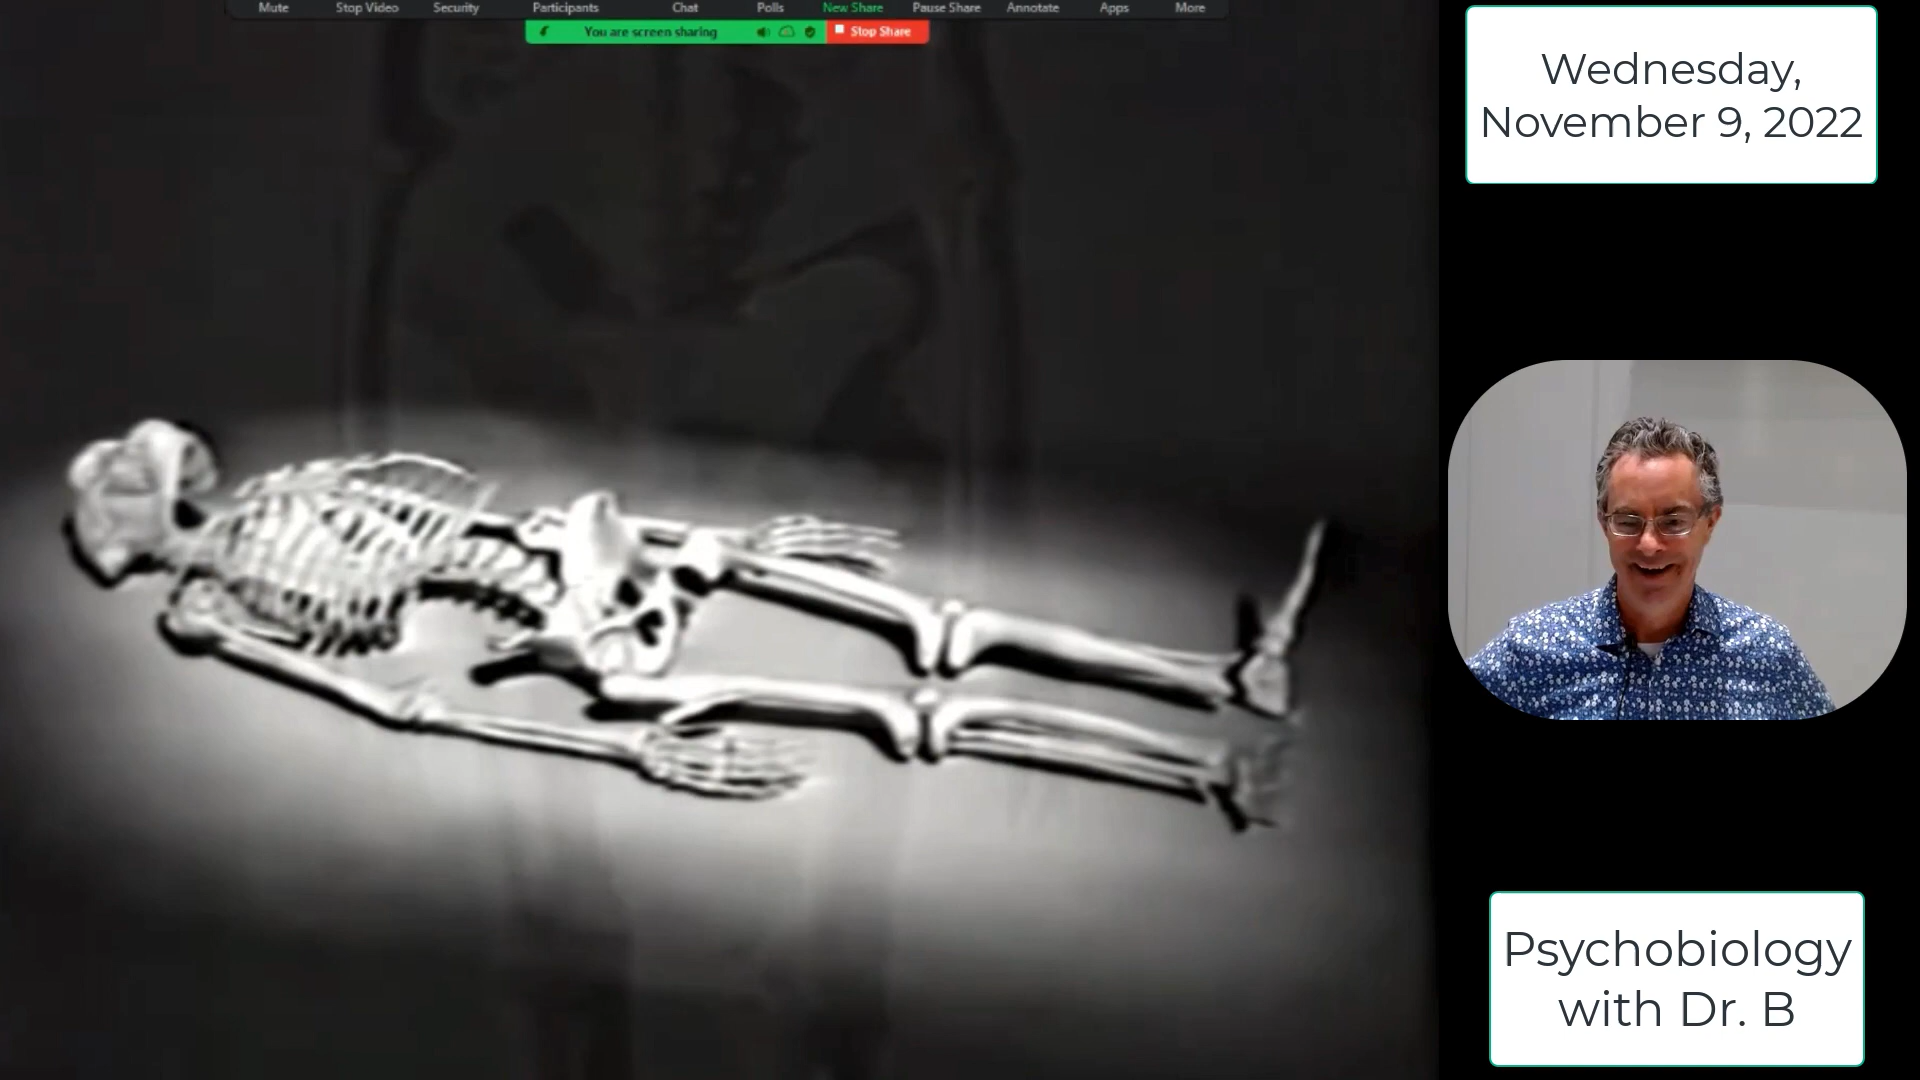 Mute Stop Video Security Participants Chat Polls New Share Pause Share Annotate Apps More
You are screen sharing Stop Share
Wednesday,
November 9, 2022
Psychobiology
with Dr. B